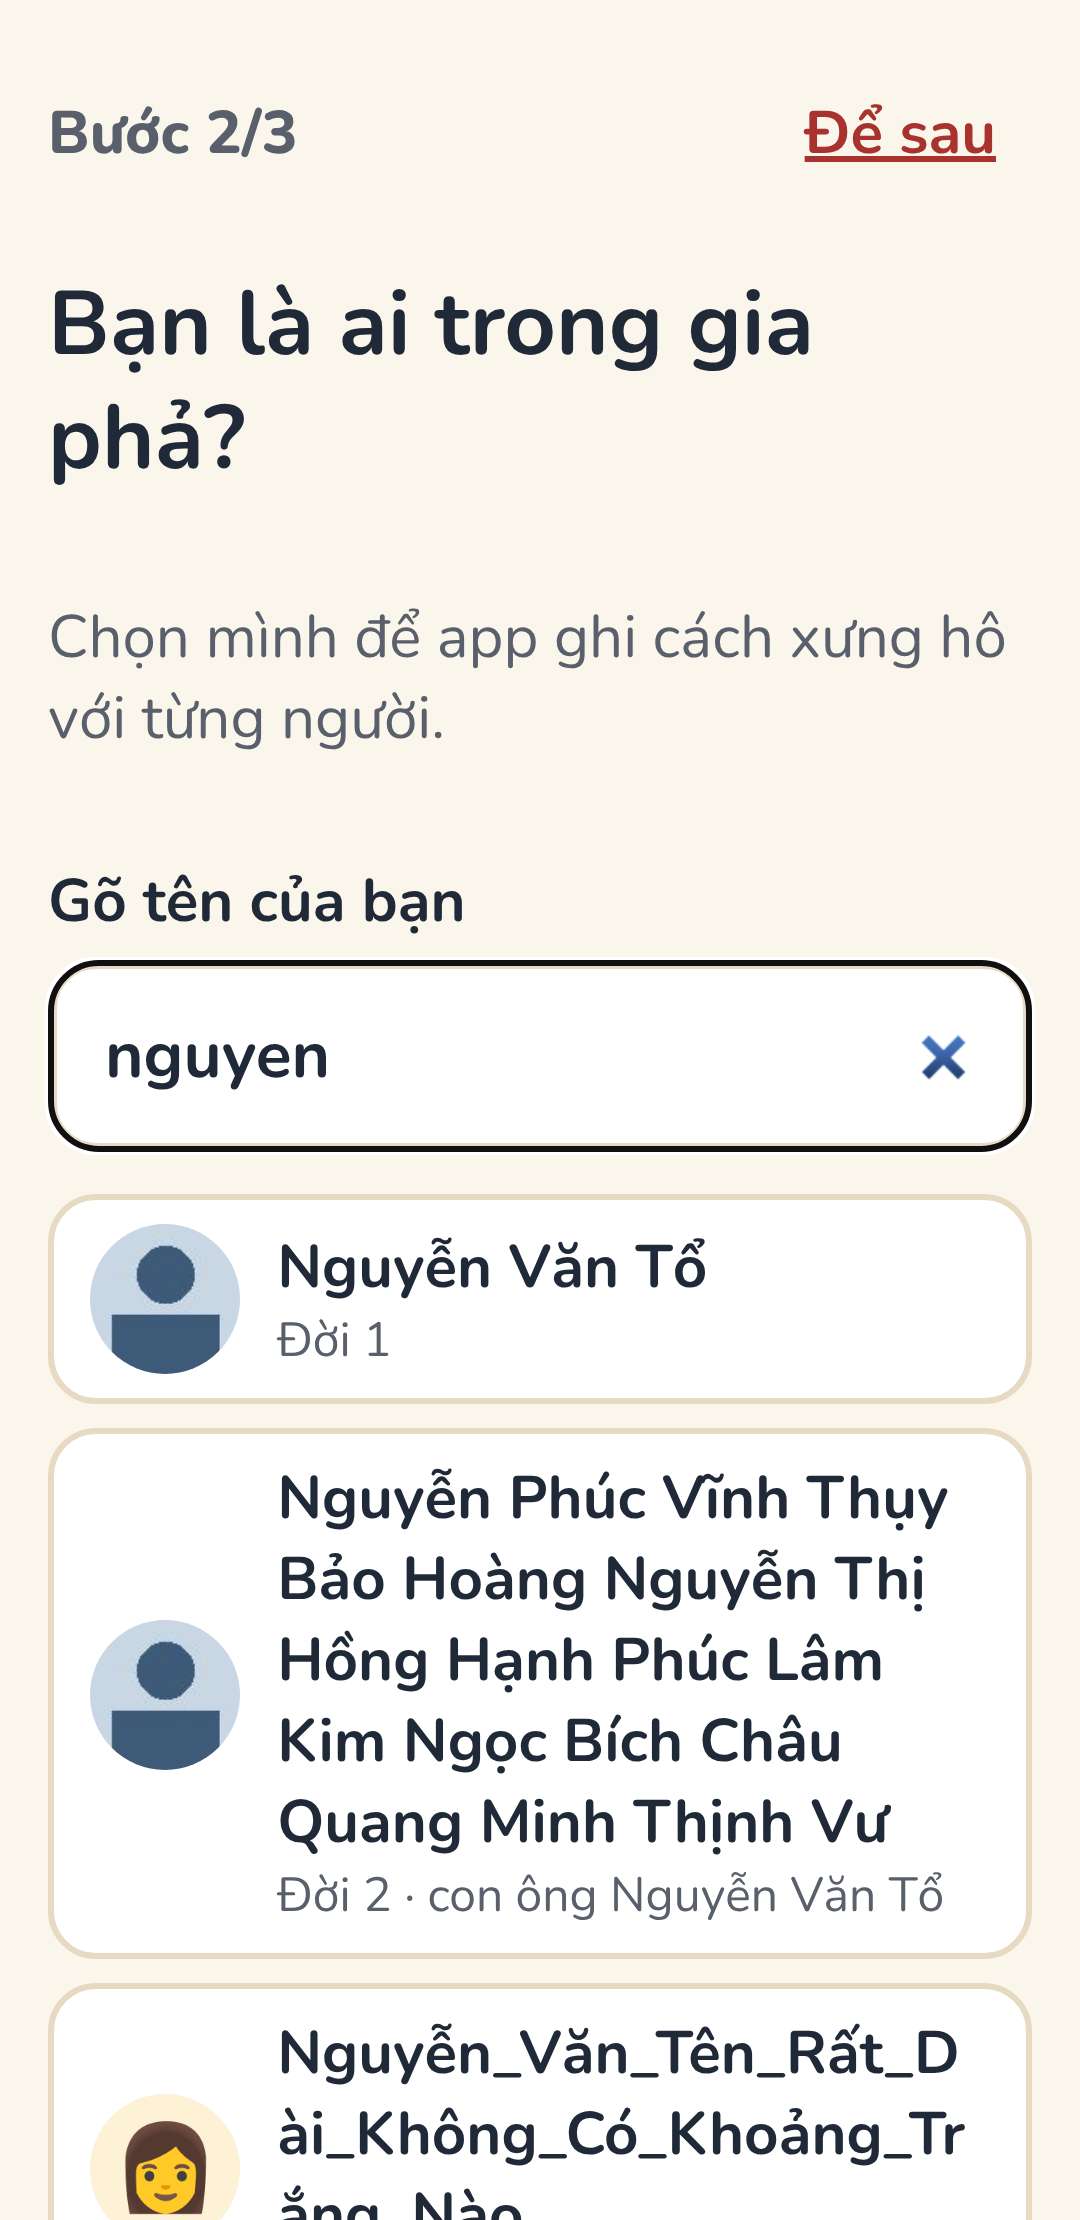 Bước 2/3
Để sau
Bạn là ai trong gia
phả?
Chọn mình để app ghi cách xưng hô
với từng người.
Gõ tên của bạn
nguyen
Nguyễn Văn Tổ
Đời 1
Nguyễn Phúc Vĩnh Thụy
Bảo Hoàng Nguyễn Thị
Hồng Hạnh Phúc Lâm
Kim Ngọc Bích Châu
Quang Minh Thịnh Vư
Đời 2 · con ông Nguyễn Văn Tổ
Nguyễn_Văn_Tên_Rất_D
ài_Không_Có_Khoảng_Tr
ắng_Nào